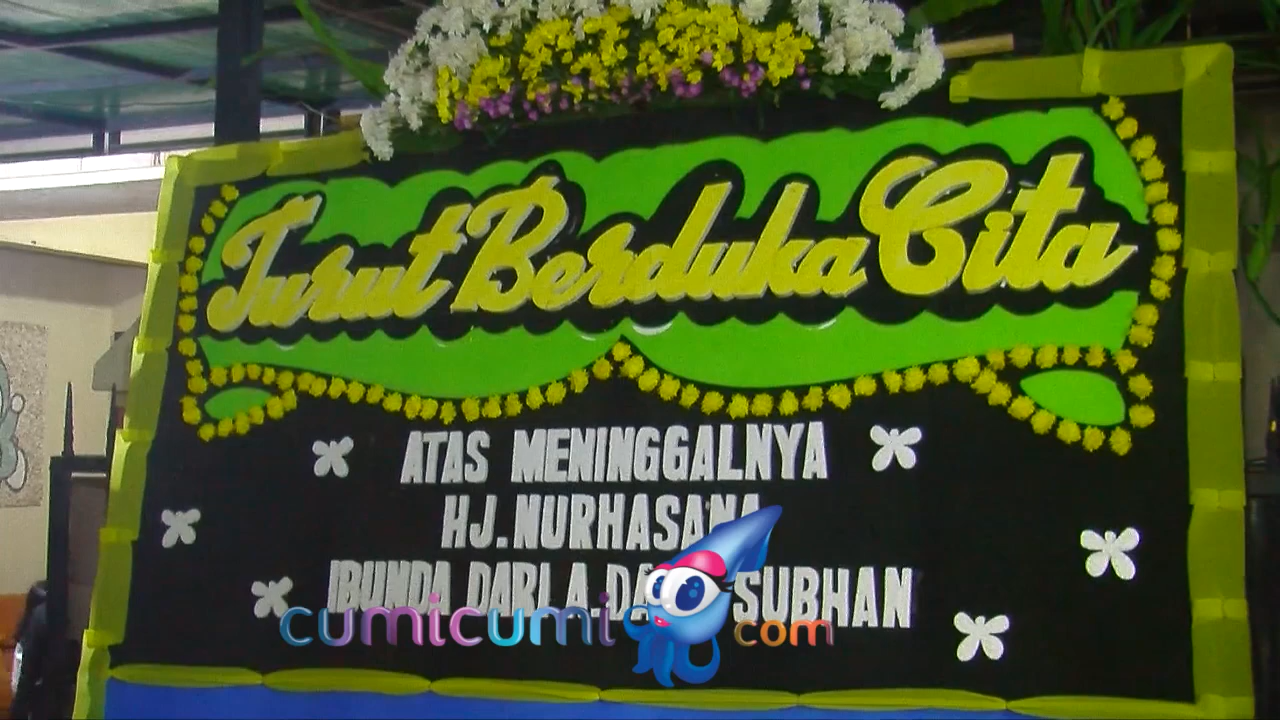 Turut Berduka Cita
ATAS MENINGGALNYA
HJ. NURHASANA
IBUNDA DARI A. SUBHAN
cumicumi.com